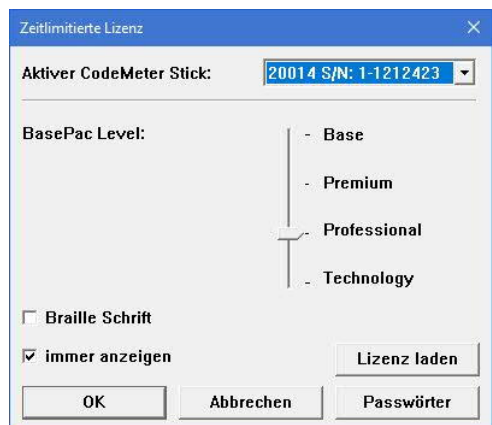 Zeitlimitierte Lizenz
Aktiver CodeMeter Stick: 20014 S/N: 1-1212423
BasePac Level:
Base
Premium
Professional
Technology
Braille Schrift
immer anzeigen
Lizenz laden
OK Abbrechen Passwörter